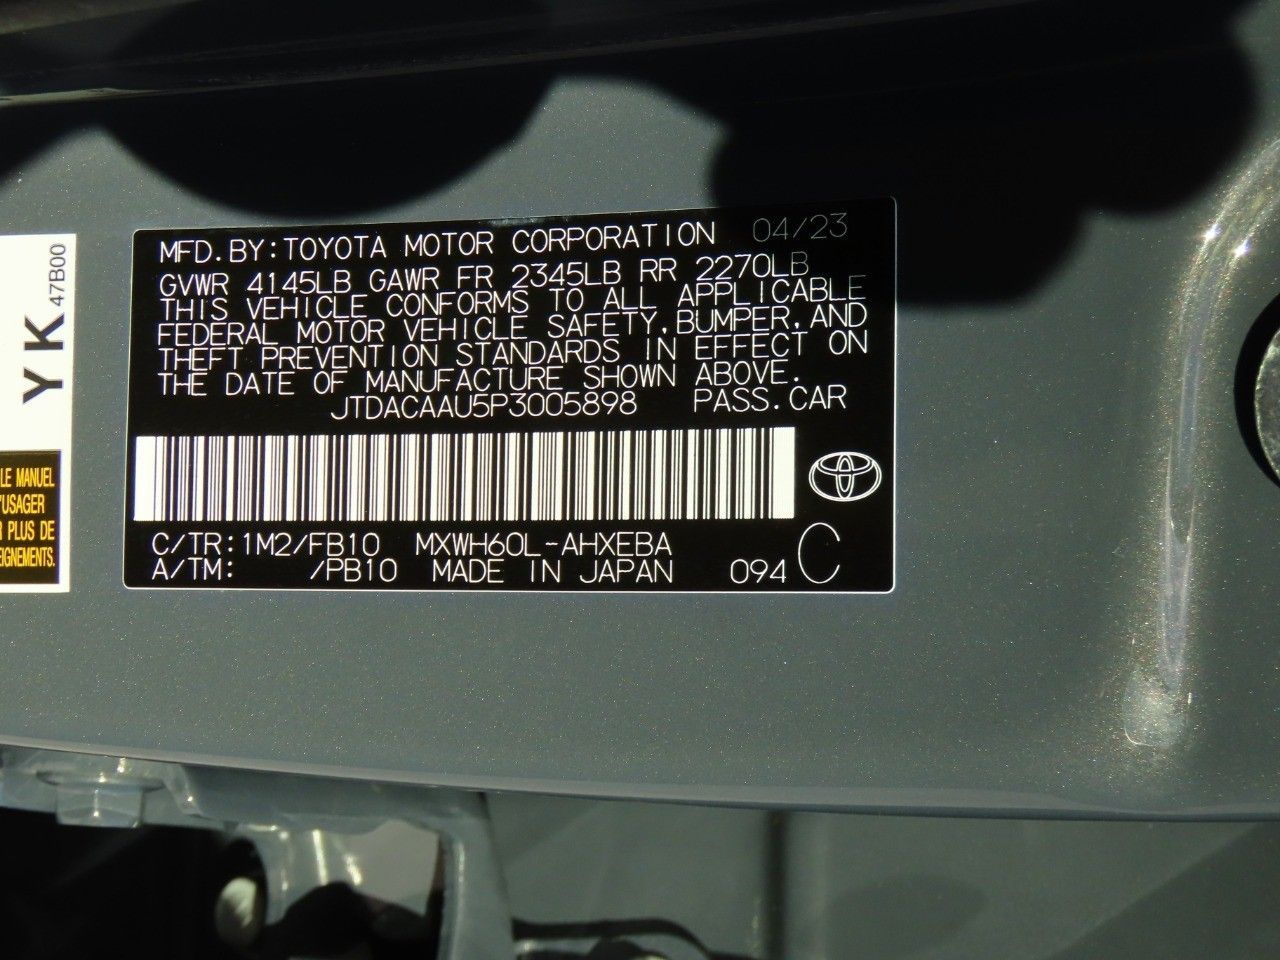 MFD.BY:TOYOTA MOTOR CORPORATION 04/23
GVWR 4145LB GAWR FR 2345LB RR 2270LB
THIS VEHICLE CONFORMS TO ALL APPLICABLE
FEDERAL MOTOR VEHICLE SAFETY,BUMPER,AND
THEFT PREVENTION STANDARDS IN EFFECT ON
THE DATE OF MANUFACTURE SHOWN ABOVE.
JTDACAAU5P3005898 PASS.CAR
C/TR:1M2/FB10 MXWH60L-AHXEBA
A/TM: /PB10 MADE IN JAPAN 094 C
YK 47B00
LE MANUEL
'USAGER
R PLUS DE
EIGNEMENTS.